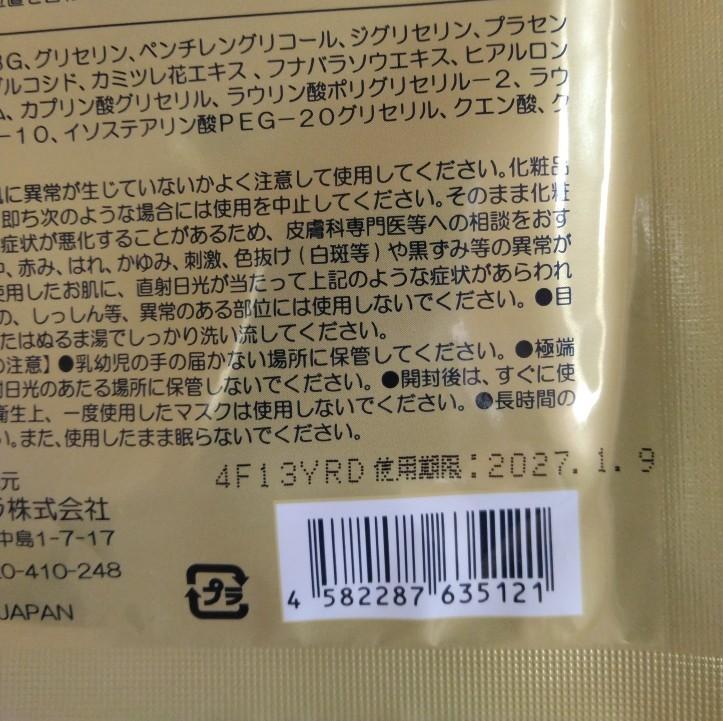 3G、グリセリン、ペンチレングリコール、ジグリセリン、プラセン
ルコシド、カミツレ花エキス、フナバラソウエキス、ヒアルロン
ム、カプリン酸グリセリル、ラウリン酸ポリグリセリル－2、ラウ
－10、イソステアリン酸PEG－20グリセリル、クエン酸、ク
に異常が生じていないかよく注意して使用してください。化粧品
即ち次のような場合には使用を中止してください。そのまま化粧
症状が悪化することがあるため、皮膚科専門医等への相談をおす
、赤み、はれ、かゆみ、刺激、色抜け(白斑等)や黒ずみ等の異常が
使用したお肌に、直射日光が当たって上記のような症状があらわれ
の、しっしん等、異常のある部位には使用しないでください。●目
たはぬるま湯でしっかり洗い流してください。
の注意】●乳幼児の手の届かない場所に保管してください。●極端
射日光のあたる場所に保管しないでください。●開封後は、すぐに使
衛生上、一度使用したマスクは使用しないでください。●長時間の
い。また、使用したまま眠らないでください。
4F13YRD 使用期限:2027.1.9
元
ラ株式会社
中島1-7-17
0-410-248
JAPAN
プラ
4 582287 635121